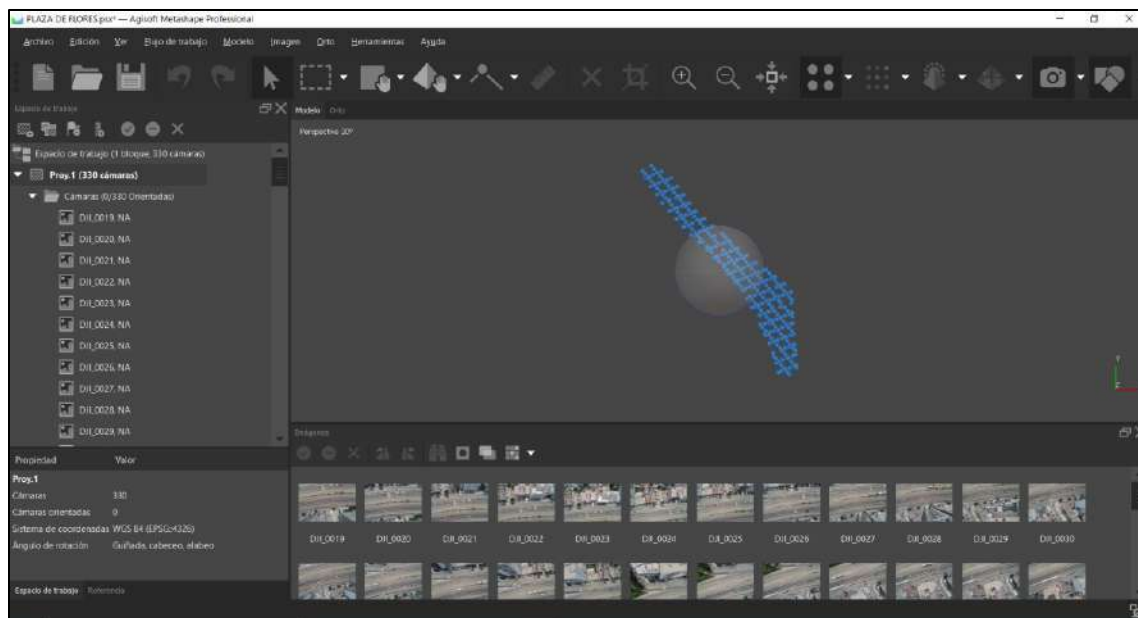 PLAZA DE FLORES.psx* — Agisoft Metashape Professional
Archivo Edición Ver Flujo de trabajo Modelo Imagen Orto Herramientas Ayuda
Espacio de trabajo
Modelo Orto
Perspectiva 30°
Espacio de trabajo (1 bloque, 330 cámaras)
Proy.1 (330 cámaras)
Cámaras (0/330 Orientadas)
DJI_0019, NA
DJI_0020, NA
DJI_0021, NA
DJI_0022, NA
DJI_0023, NA
DJI_0024, NA
DJI_0025, NA
DJI_0026, NA
DJI_0027, NA
DJI_0028, NA
DJI_0029, NA
Y
Z
Imágenes
Propiedad Valor
Proy.1
Cámaras 330
Cámaras orientadas 0
Sistema de coordenadas WGS 84 (EPSG:4326)
Ángulo de rotación Guiñada, cabeceo, alabeo
DJI_0019 DJI_0020 DJI_0021 DJI_0022 DJI_0023 DJI_0024 DJI_0025 DJI_0026 DJI_0027 DJI_0028 DJI_0029 DJI_0030
Espacio de trabajo Referencia